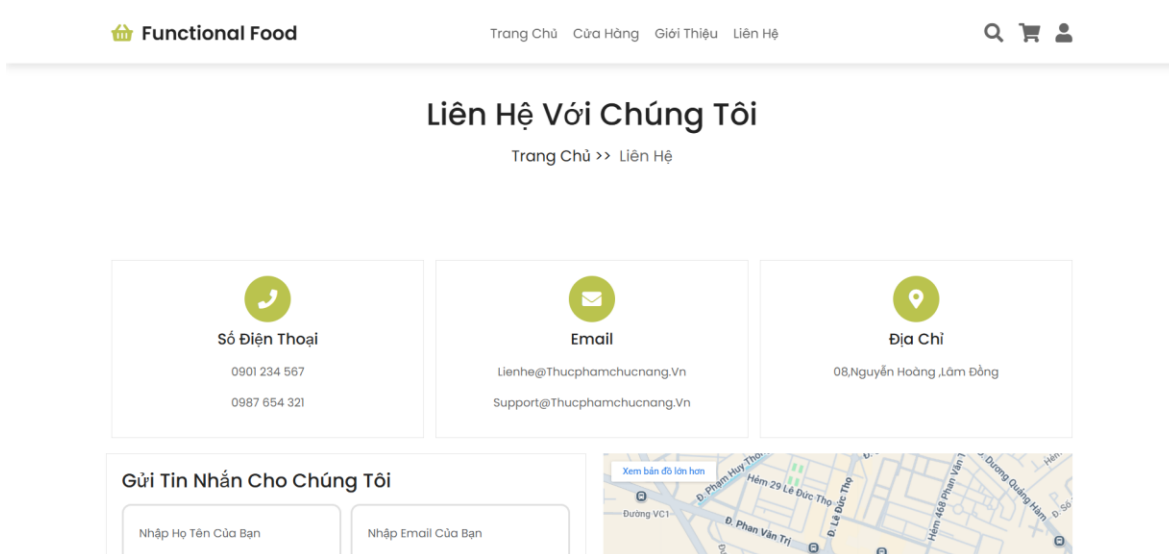 Functional Food
Trang Chủ Cửa Hàng Giới Thiệu Liên Hệ
Liên Hệ Với Chúng Tôi
Trang Chủ >> Liên Hệ
Số Điện Thoại
0901 234 567
0987 654 321
Email
Lienhe@Thucphamchucnang.Vn
Support@Thucphamchucnang.Vn
Địa Chỉ
08,Nguyễn Hoàng ,Lâm Đồng
Gửi Tin Nhắn Cho Chúng Tôi
Nhập Họ Tên Của Bạn
Nhập Email Của Bạn
Xem bản đồ lớn hơn
Đ. Phạm Huy Thông
Hẻm 29 Lê Đức Thọ
Đ. Lê Đức Thọ
Đường VC1
Đ. Phan Văn Trị
Hẻm 468 Phan Văn T
Đ. Dương Quảng Hàm
Đ. Số
Hẻm